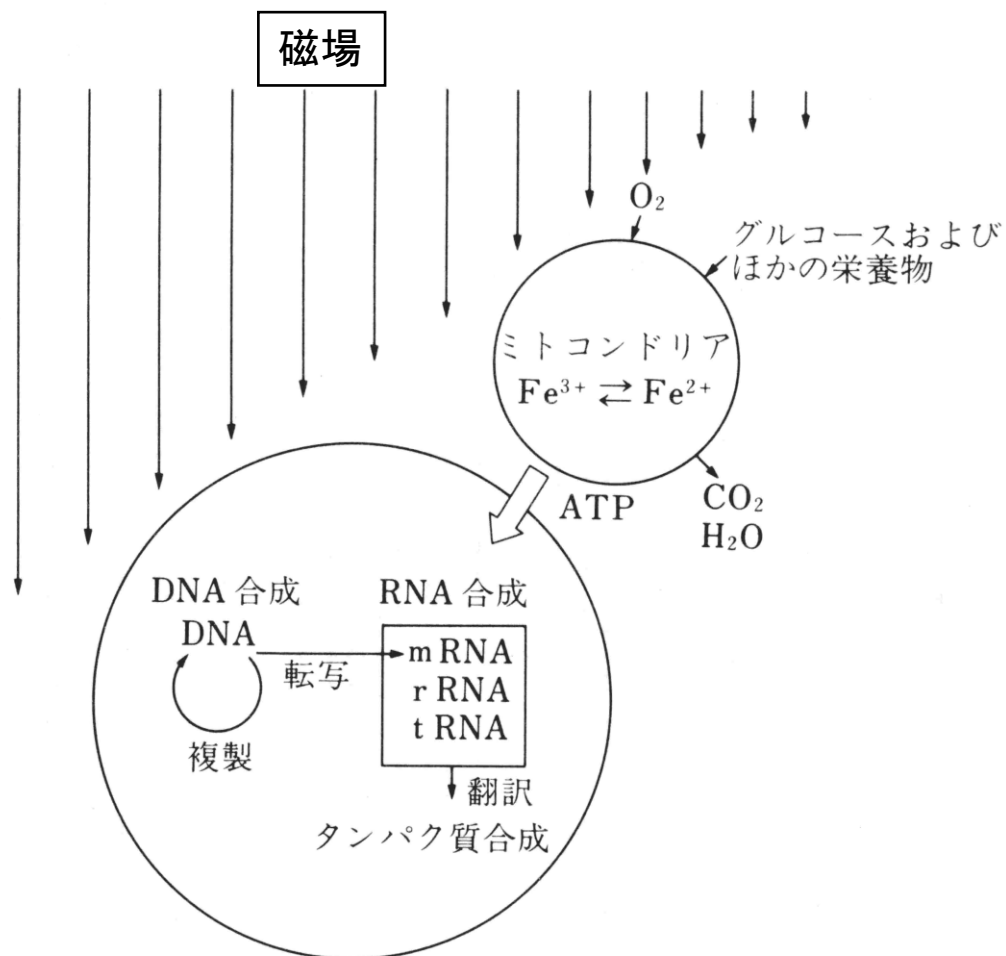 磁場
O₂
グルコースおよび
ほかの栄養物
ミトコンドリア
Fe³⁺ ⇄ Fe²⁺
ATP
CO₂
H₂O
DNA 合成
RNA 合成
DNA
転写
mRNA
rRNA
tRNA
複製
翻訳
タンパク質合成